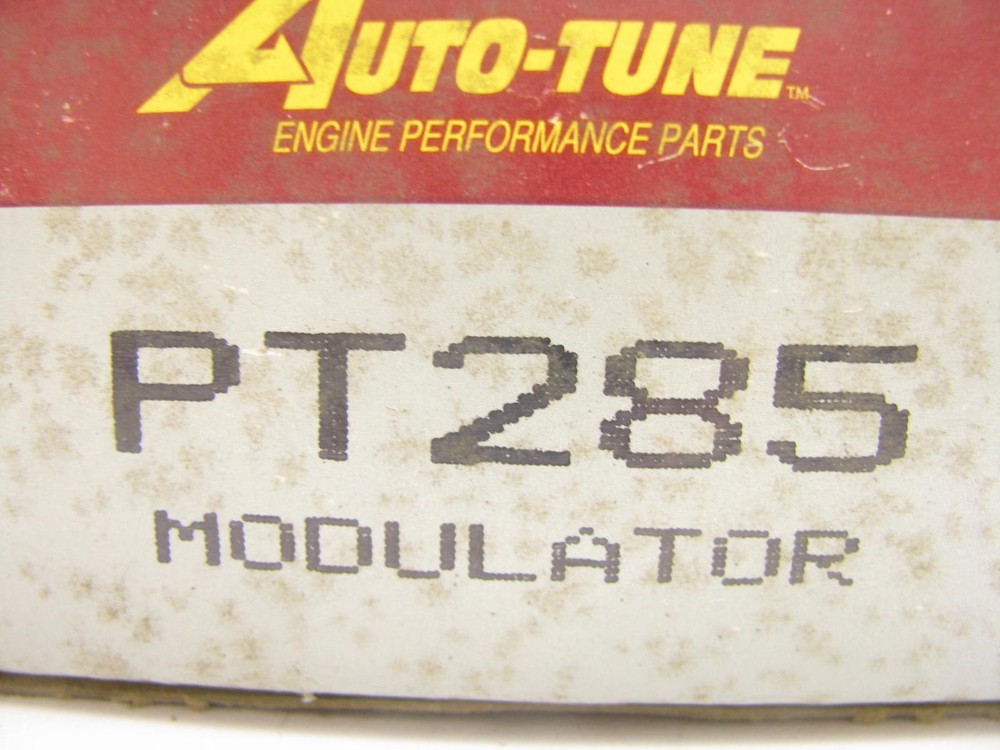 AUTO-TUNE™
ENGINE PERFORMANCE PARTS
PT285
MODULATOR